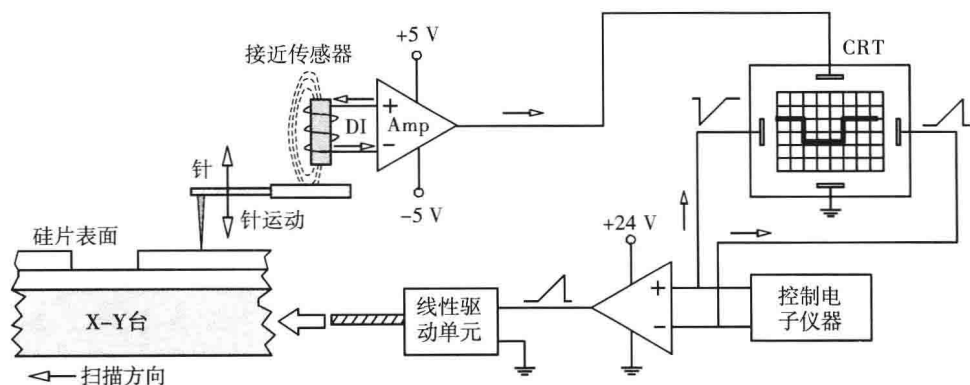 接近传感器
+5 V
CRT
DI
+
Amp
−
针
−5 V
针运动
硅片表面
+24 V
X-Y台
线性驱
动单元
+
−
控制电
子仪器
扫描方向